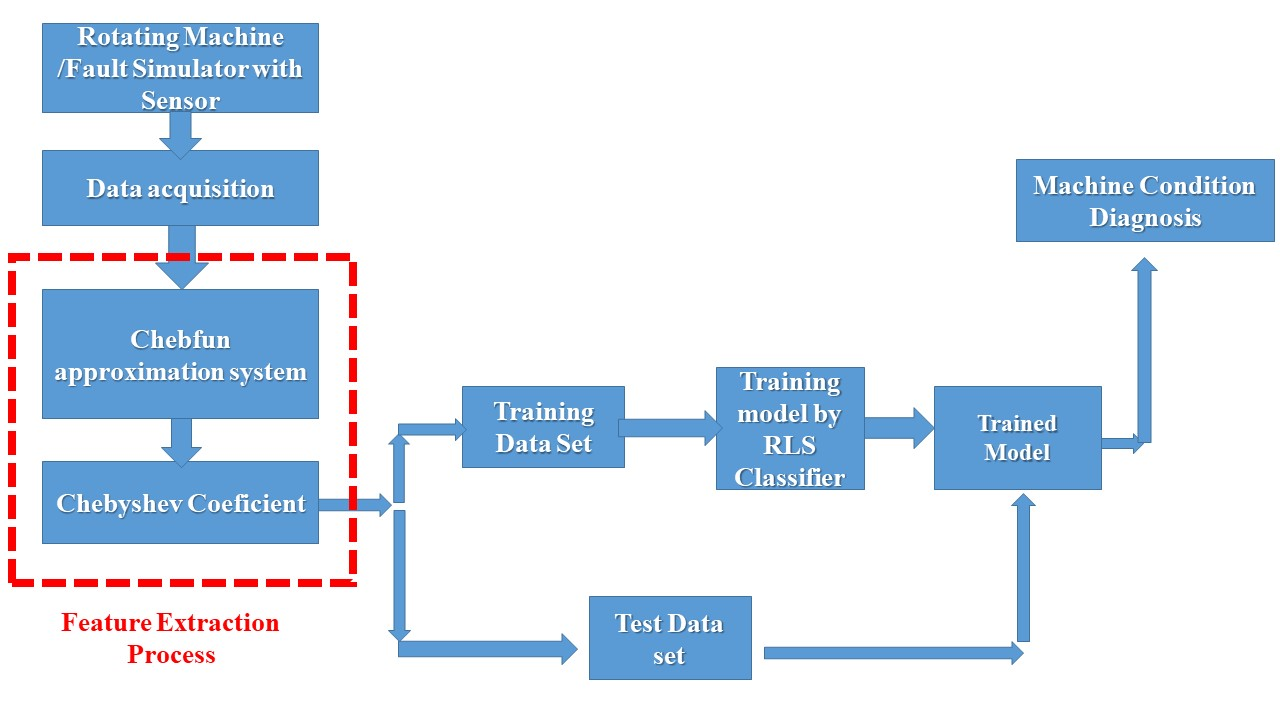 Rotating Machine
/Fault Simulator with
Sensor
Data acquisition
Chebfun
approximation system
Chebyshev Coeficient
Feature Extraction
Process
Training
Data Set
Training
model by
RLS
Classifier
Trained
Model
Test Data
set
Machine Condition
Diagnosis